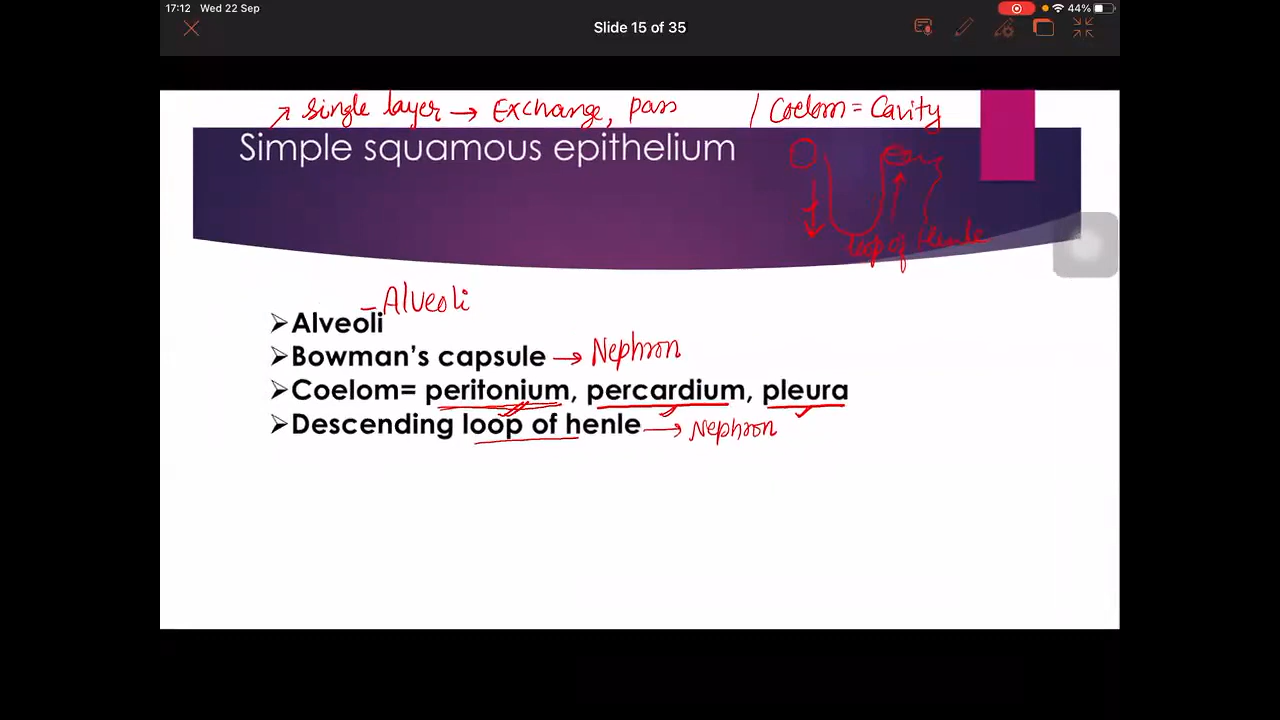 17:12 Wed 22 Sep 44%
Slide 15 of 35
↗ single layer → Exchange, pass / Coelom = Cavity
Simple squamous epithelium
loop of Henle
- Alveoli
➢Alveoli
➢Bowman's capsule → Nephron
➢Coelom= peritonium, percardium, pleura
➢Descending loop of henle → Nephron